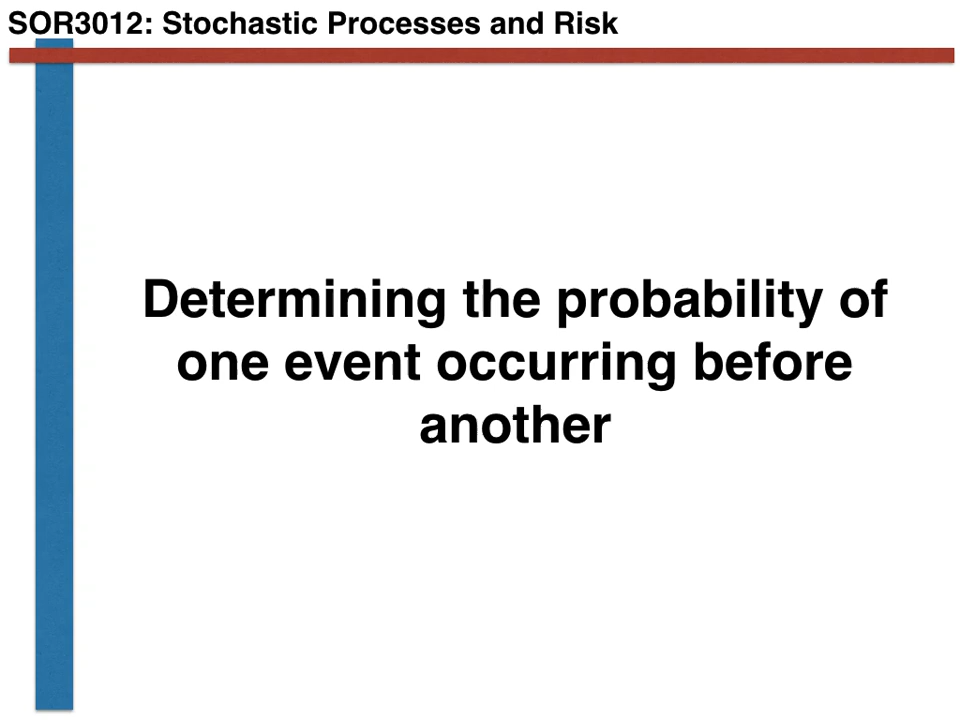 SOR3012: Stochastic Processes and Risk
Determining the probability of
one event occurring before
another